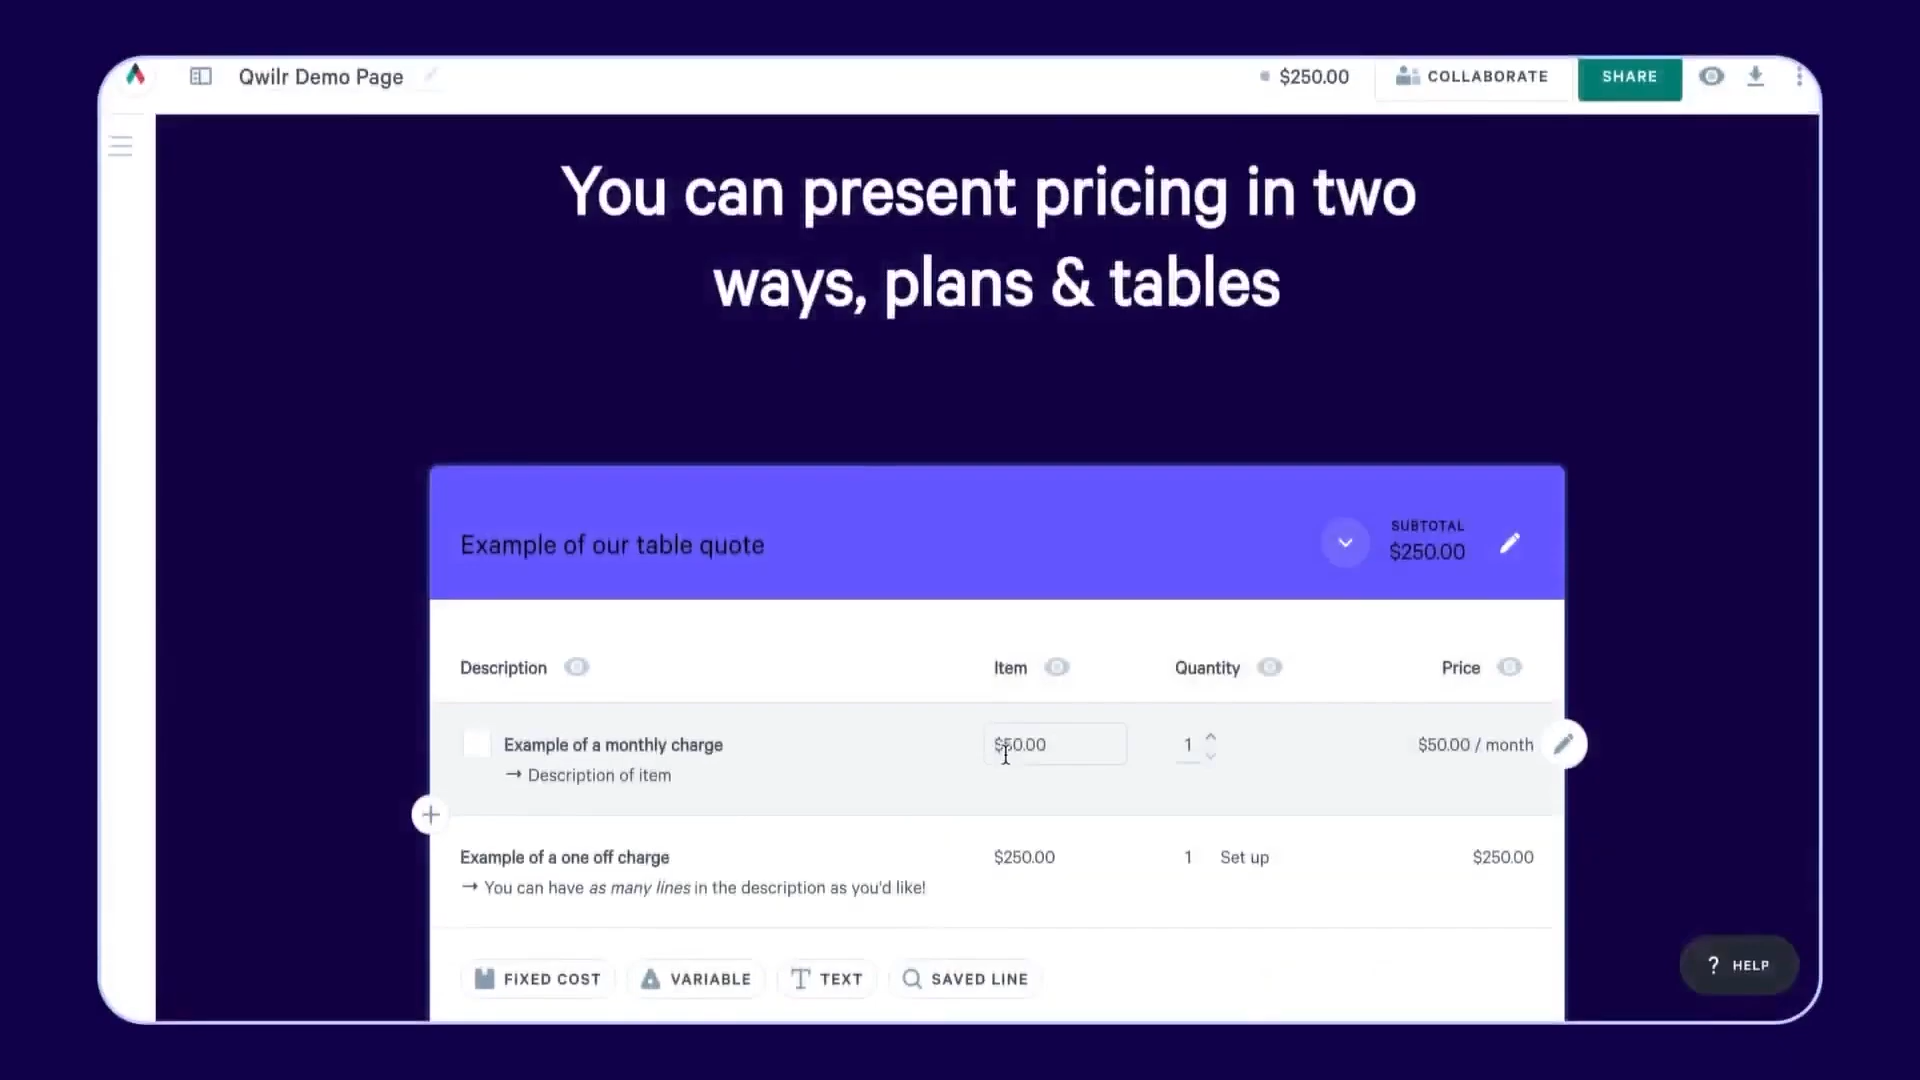 Qwilr Demo Page
$250.00
COLLABORATE
SHARE
You can present pricing in two
ways, plans & tables
Example of our table quote
SUBTOTAL
$250.00
Description
Item
Quantity
Price
Example of a monthly charge
$50.00
1
$50.00 / month
→ Description of item
Example of a one off charge
$250.00
1
Set up
$250.00
→ You can have as many lines in the description as you'd like!
FIXED COST
VARIABLE
TEXT
SAVED LINE
? HELP